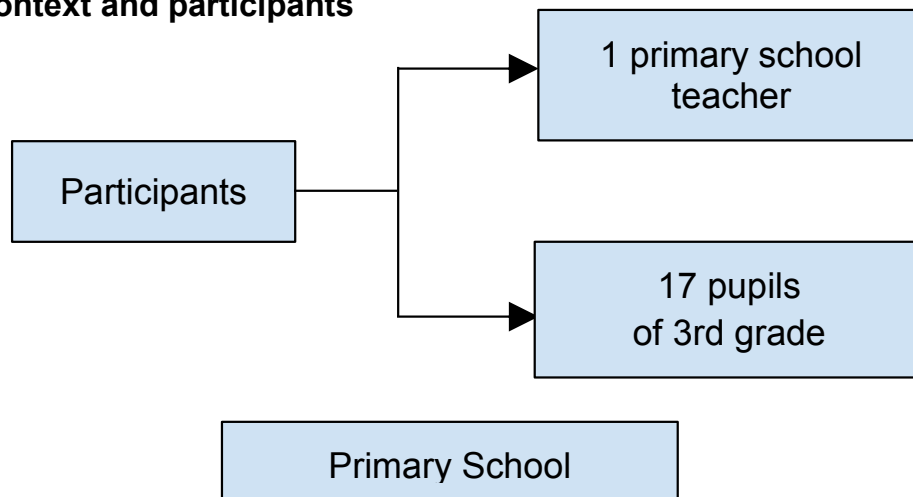 ontext and participants
1 primary school
teacher
Participants
17 pupils
of 3rd grade
Primary School